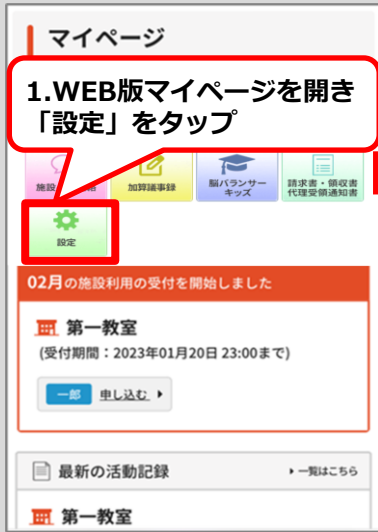 マイページ
1.WEB版マイページを開き
「設定」をタップ
施設
加算議事録
脳バランサー
キッズ
請求書・領収書
代理受領通知書
設定
02月の施設利用の受付を開始しました
第一教室
(受付期間：2023年01月20日 23:00まで)
一郎 申し込む
最新の活動記録
一覧はこちら
第一教室